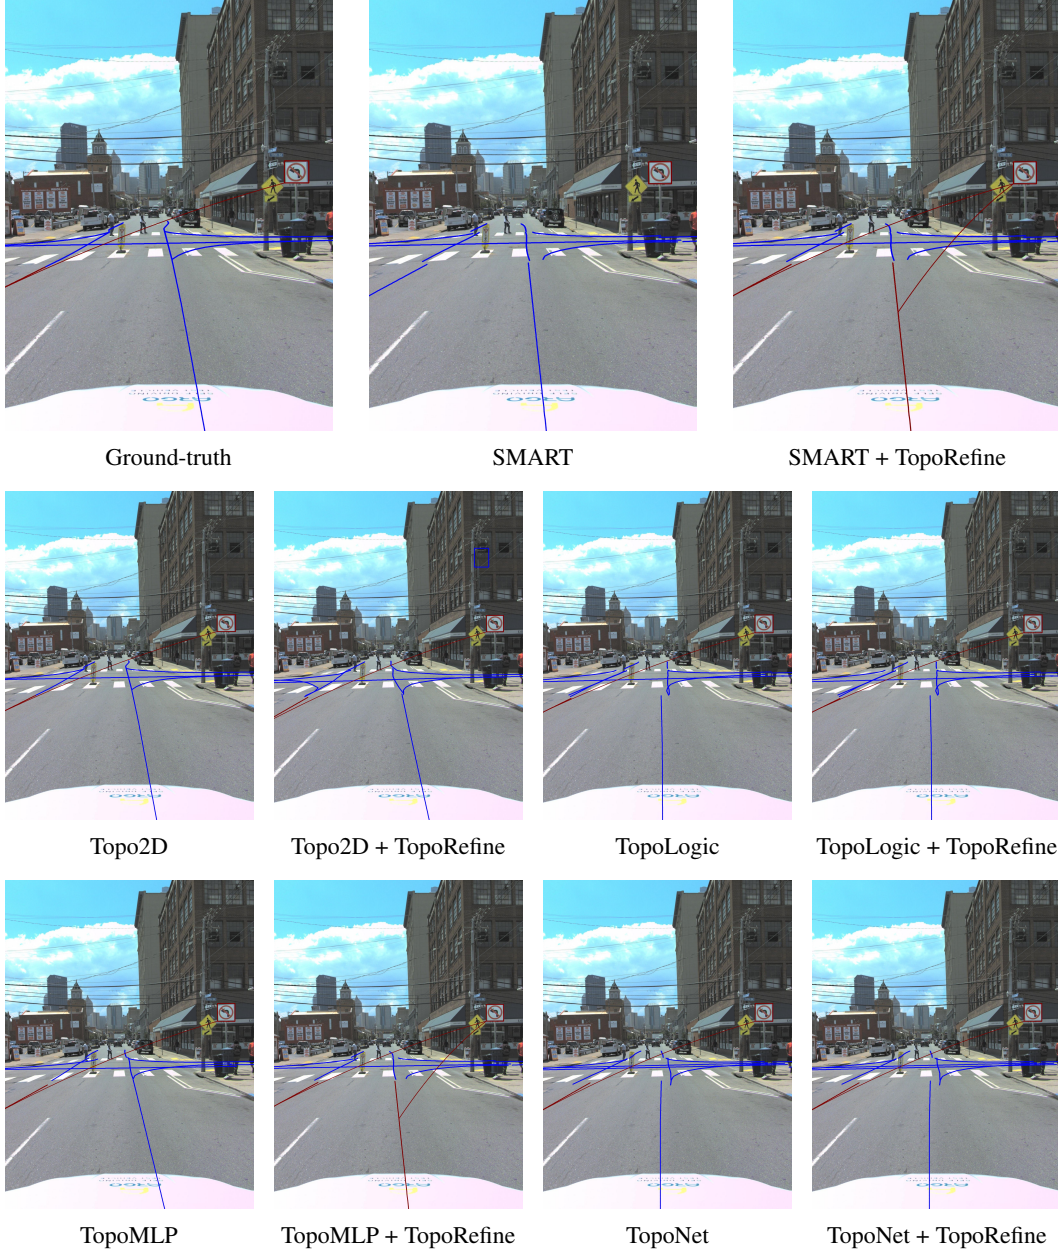 Ground-truth SMART SMART + TopoRefine
Topo2D Topo2D + TopoRefine TopoLogic TopoLogic + TopoRefine
TopoMLP TopoMLP + TopoRefine TopoNet TopoNet + TopoRefine